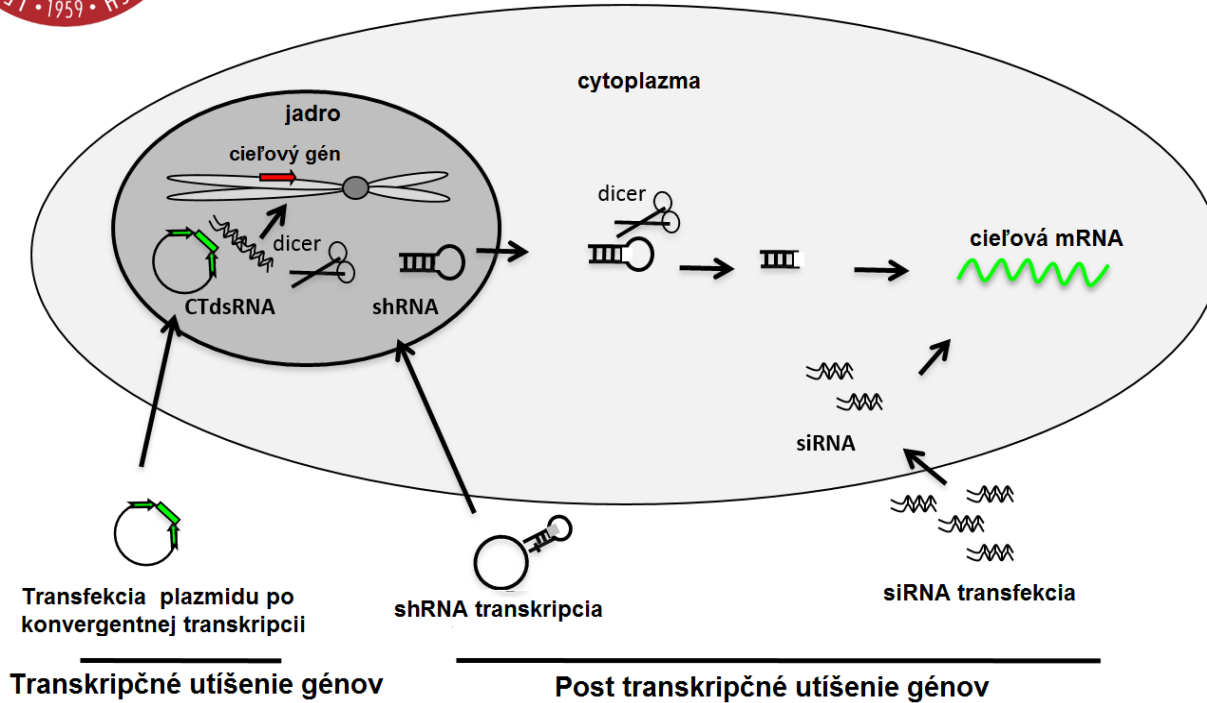 • 1959 •
cytoplazma
jadro
cieľový gén
dicer
dicer
cieľová mRNA
CTdsRNA
shRNA
siRNA
Transfekcia plazmidu po
konvergentnej transkripcii
shRNA transkripcia
siRNA transfekcia
Transkripčné utíšenie génov
Post transkripčné utíšenie génov